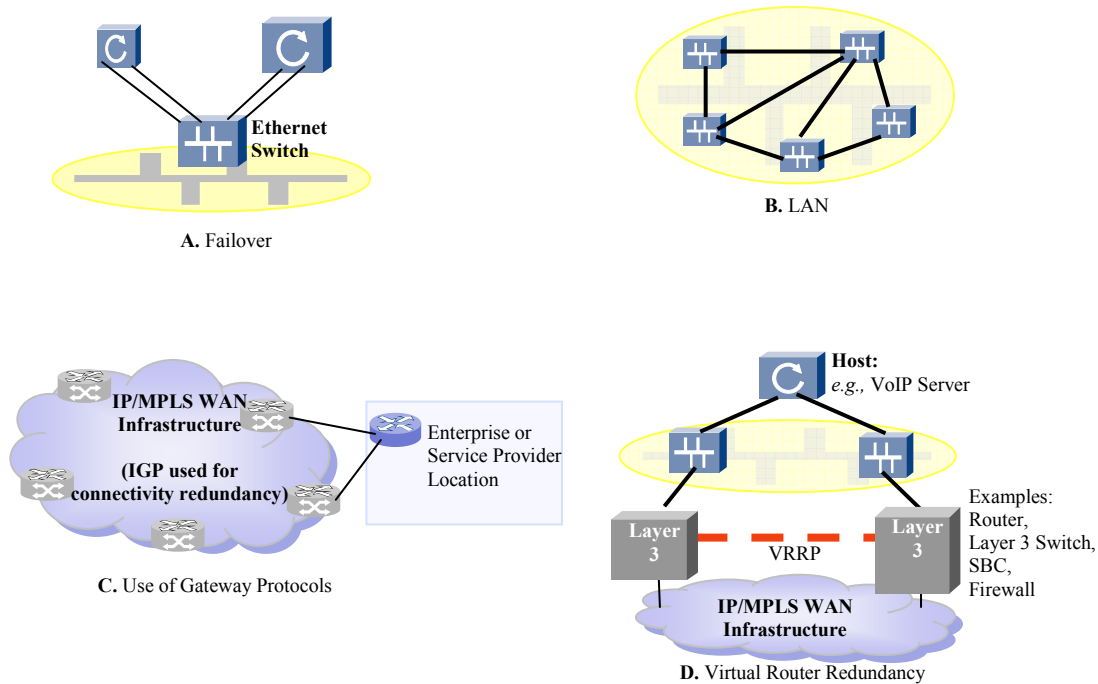 Ethernet
Switch
A. Failover
B. LAN
IP/MPLS WAN
Infrastructure
(IGP used for
connectivity redundancy)
Enterprise or
Service Provider
Location
C. Use of Gateway Protocols
Host:
e.g., VoIP Server
Layer
3
VRRP
Layer
3
Examples:
Router,
Layer 3 Switch,
SBC,
Firewall
IP/MPLS WAN
Infrastructure
D. Virtual Router Redundancy